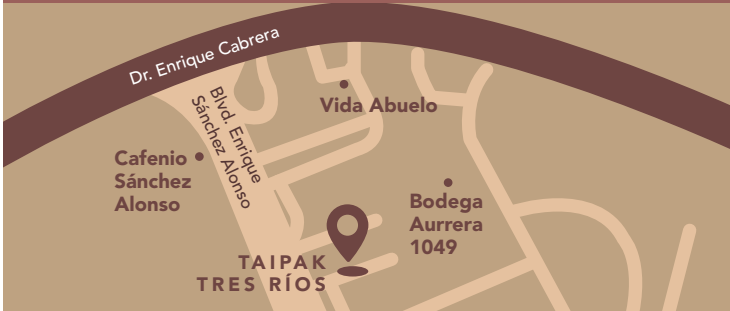 Dr. Enrique Cabrera
Blvd. Enrique
Sánchez Alonso
Vida Abuelo
Cafenio
Sánchez
Alonso
Bodega
Aurrera
1049
TAIPAK
TRES RÍOS